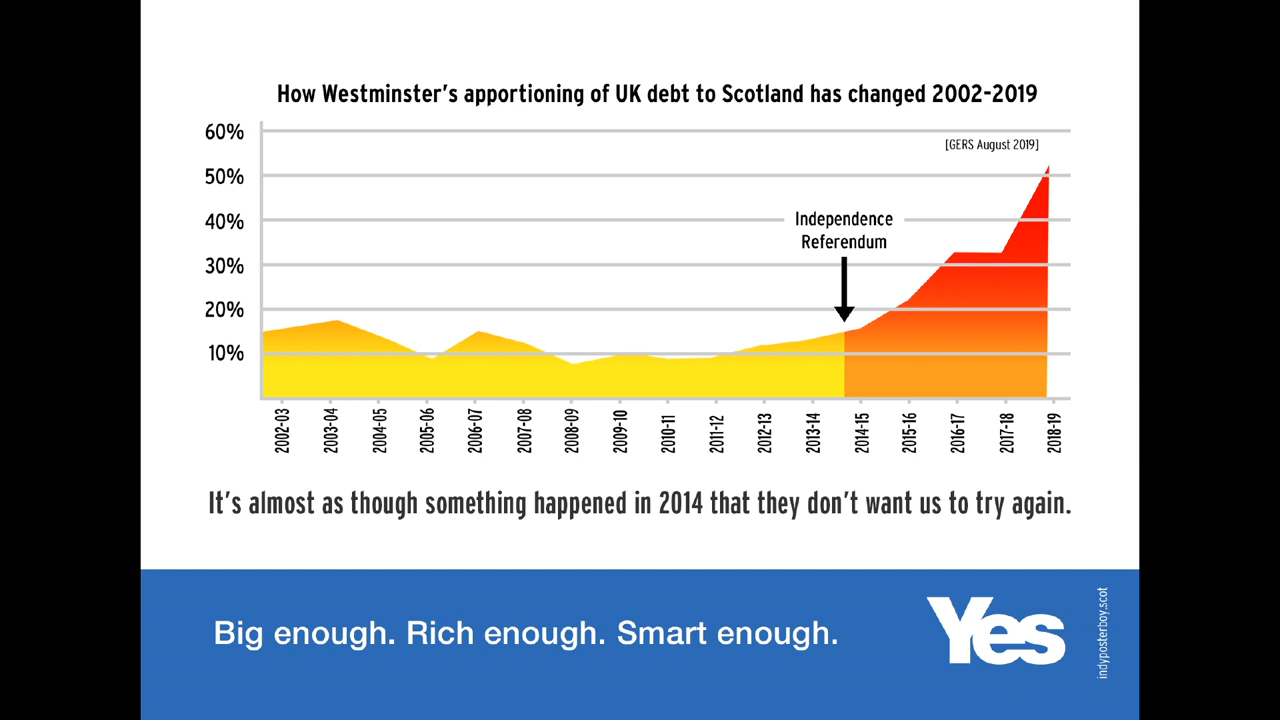 How Westminster's apportioning of UK debt to Scotland has changed 2002-2019
60%
[GERS August 2019]
50%
40%
Independence
Referendum
30%
20%
10%
2002-03
2003-04
2004-05
2005-06
2006-07
2007-08
2008-09
2009-10
2010-11
2011-12
2012-13
2013-14
2014-15
2015-16
2016-17
2017-18
2018-19
It's almost as though something happened in 2014 that they don't want us to try again.
Big enough. Rich enough. Smart enough.
Yes
indyposterboy.scot